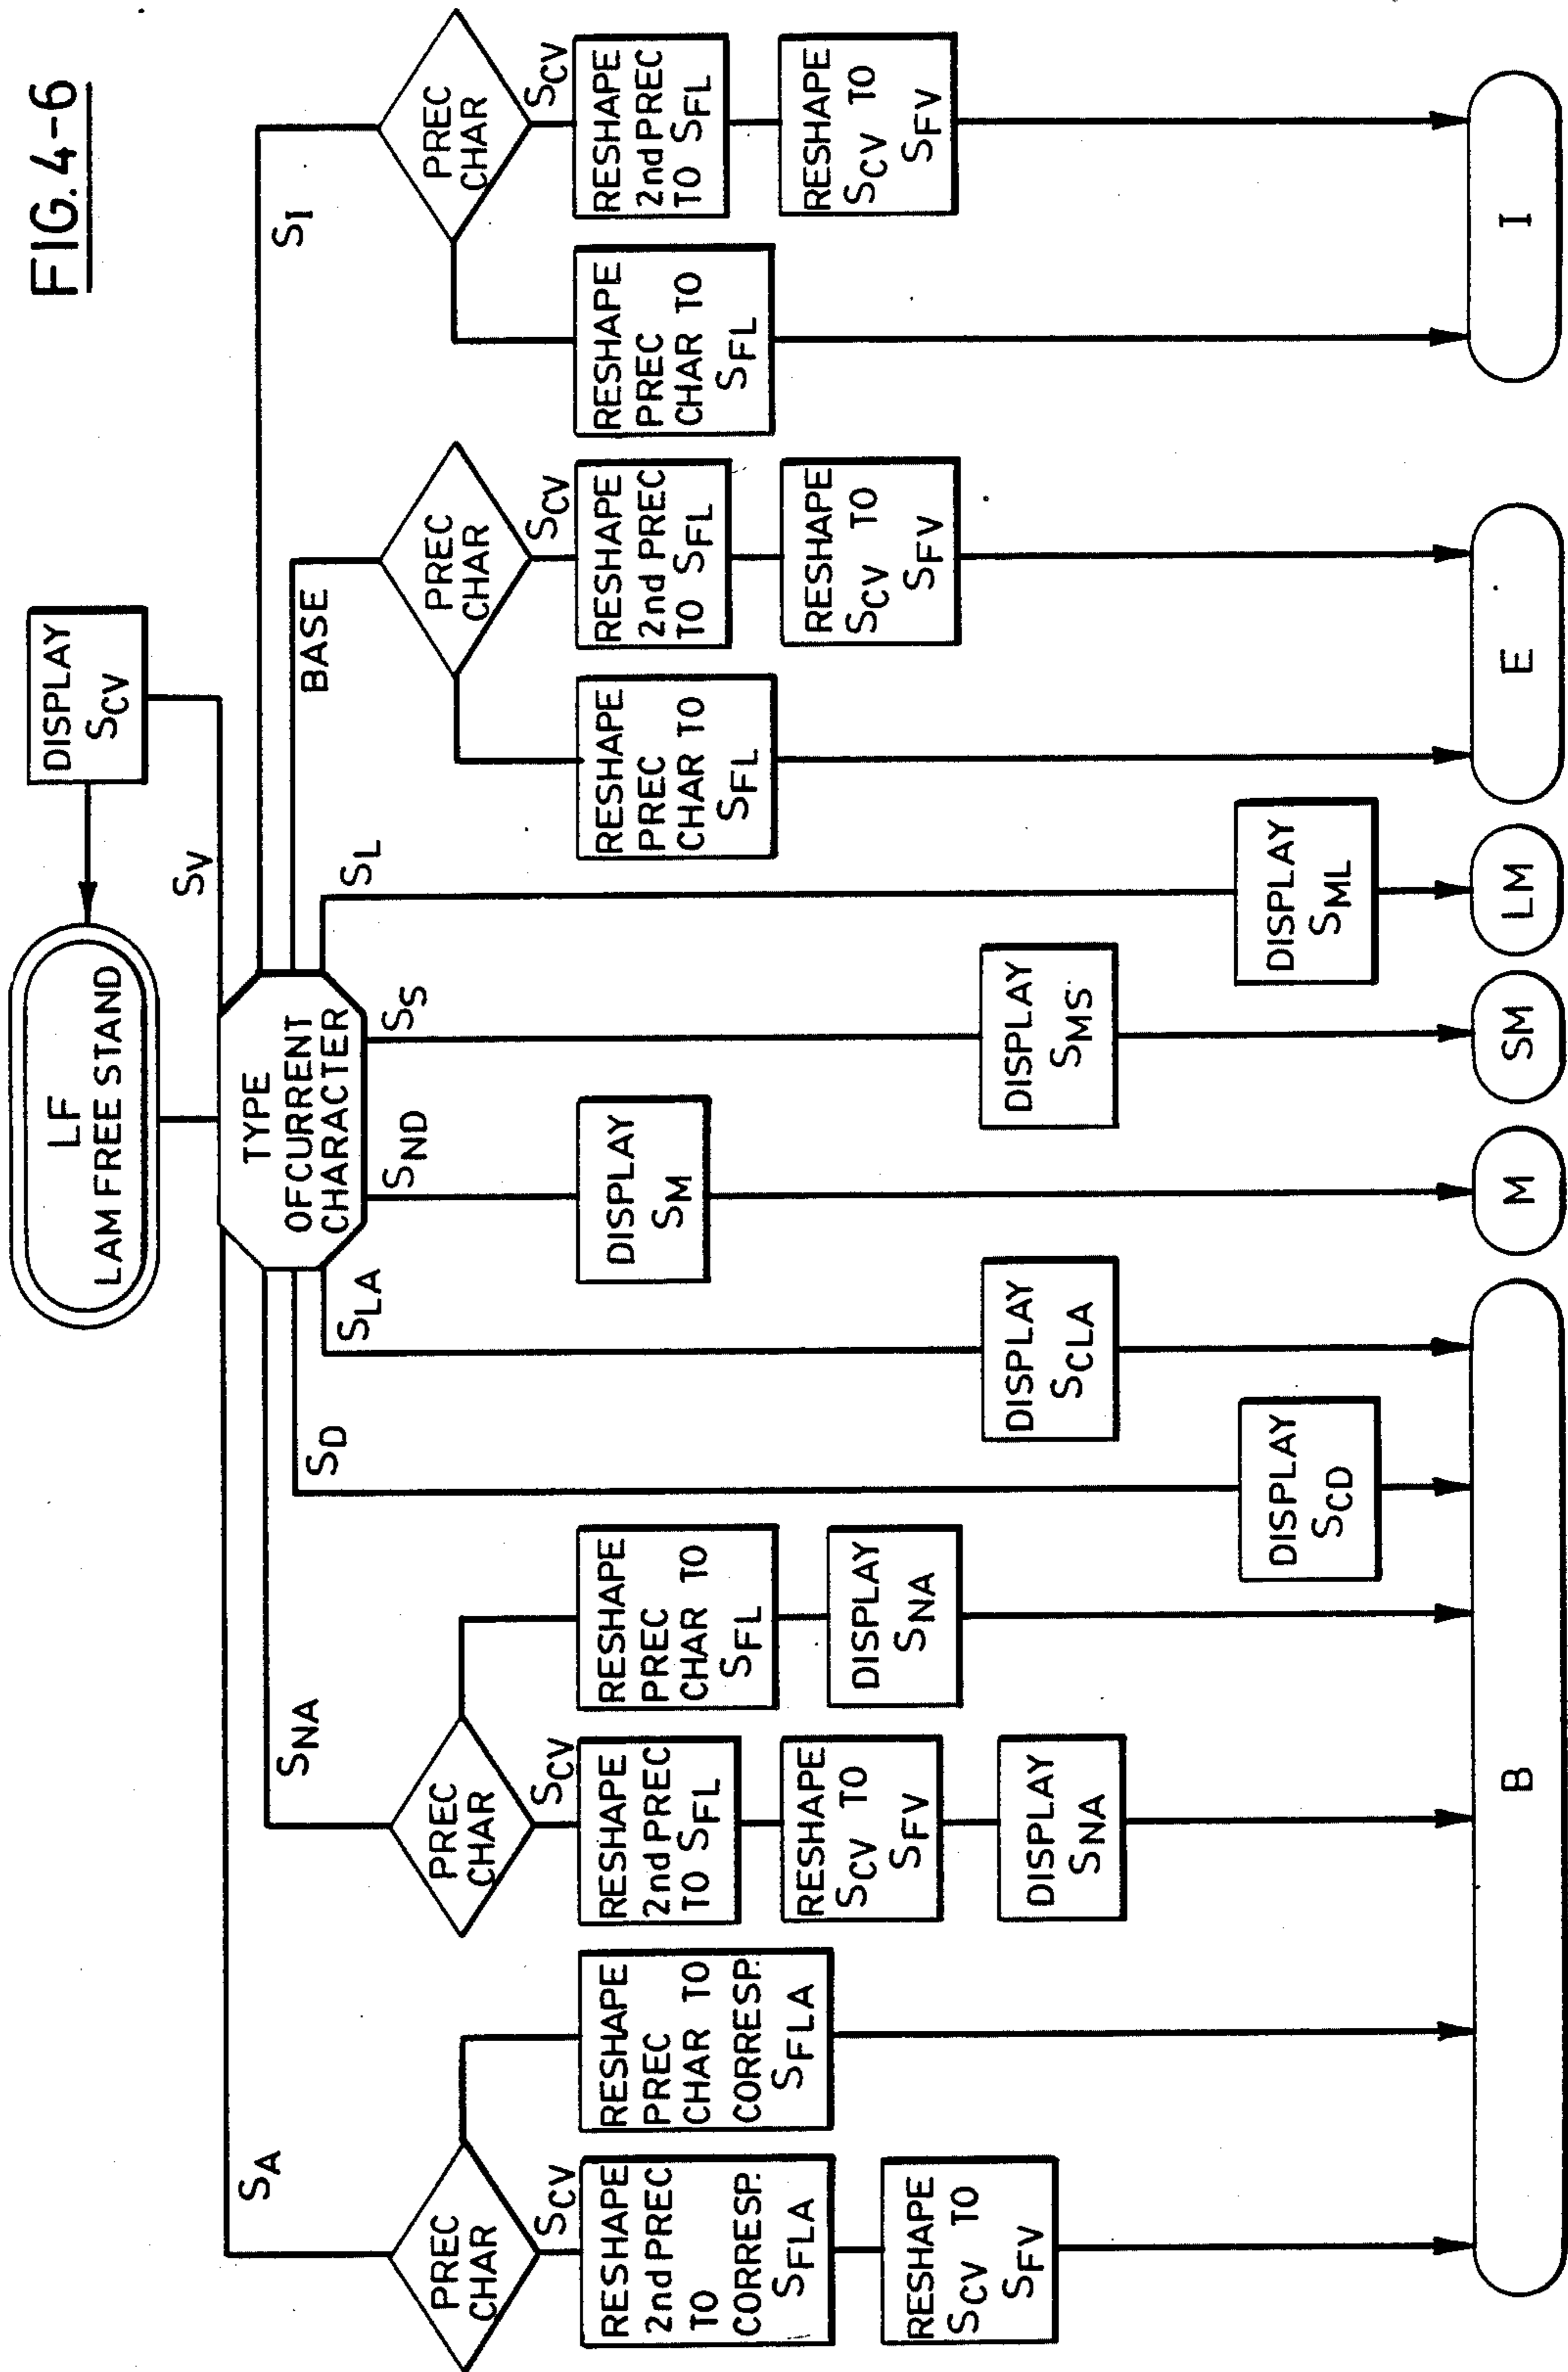 FIG. 4-6
LF
LAM FREE STAND
DISPLAY
SCV
SV
TYPE
OF CURRENT
CHARACTER
SA
SNA
SD
SLA
SND
SS
SL
BASE
SI
PREC
CHAR
SCV
RESHAPE
2nd PREC
TO
CORRESP.
SFLA
RESHAPE
SCV TO
SFV
RESHAPE
PREC
CHAR TO
CORRESP.
SFLA
PREC
CHAR
SCV
RESHAPE
2nd PREC
TO SFL
RESHAPE
SCV TO
SFV
DISPLAY
SNA
RESHAPE
PREC
CHAR TO
SFL
DISPLAY
SNA
DISPLAY
SCD
DISPLAY
SCLA
DISPLAY
SM
DISPLAY
SMS
DISPLAY
SML
RESHAPE
PREC
CHAR TO
SFL
PREC
CHAR
SCV
RESHAPE
2nd PREC
TO SFL
RESHAPE
SCV TO
SFV
RESHAPE
PREC
CHAR TO
SFL
PREC
CHAR
SCV
RESHAPE
2nd PREC
TO SFL
RESHAPE
SCV TO
SFV
B
M
SM
LM
E
I